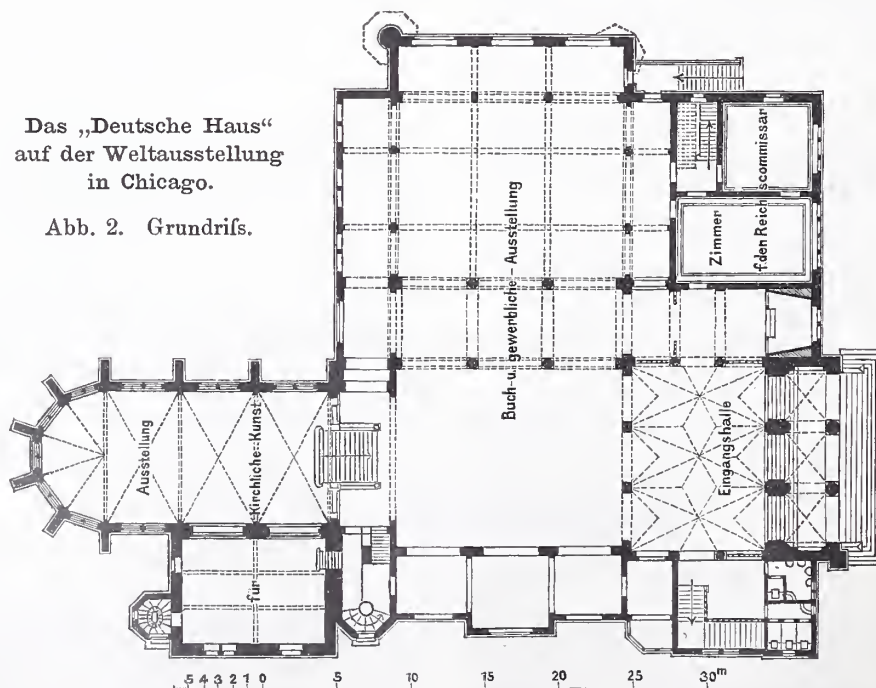 Das „Deutsche Haus“
auf der Weltausstellung
in Chicago.
Abb. 2. Grundriſs.
Ausstellung
für
Kirchliche Kunst
Buch- u. gewerbliche - Ausstellung
Zimmer
f. den Reichscommissar
Eingangshalle
5 4 3 2 1 0 5 10 15 20 25 30 m